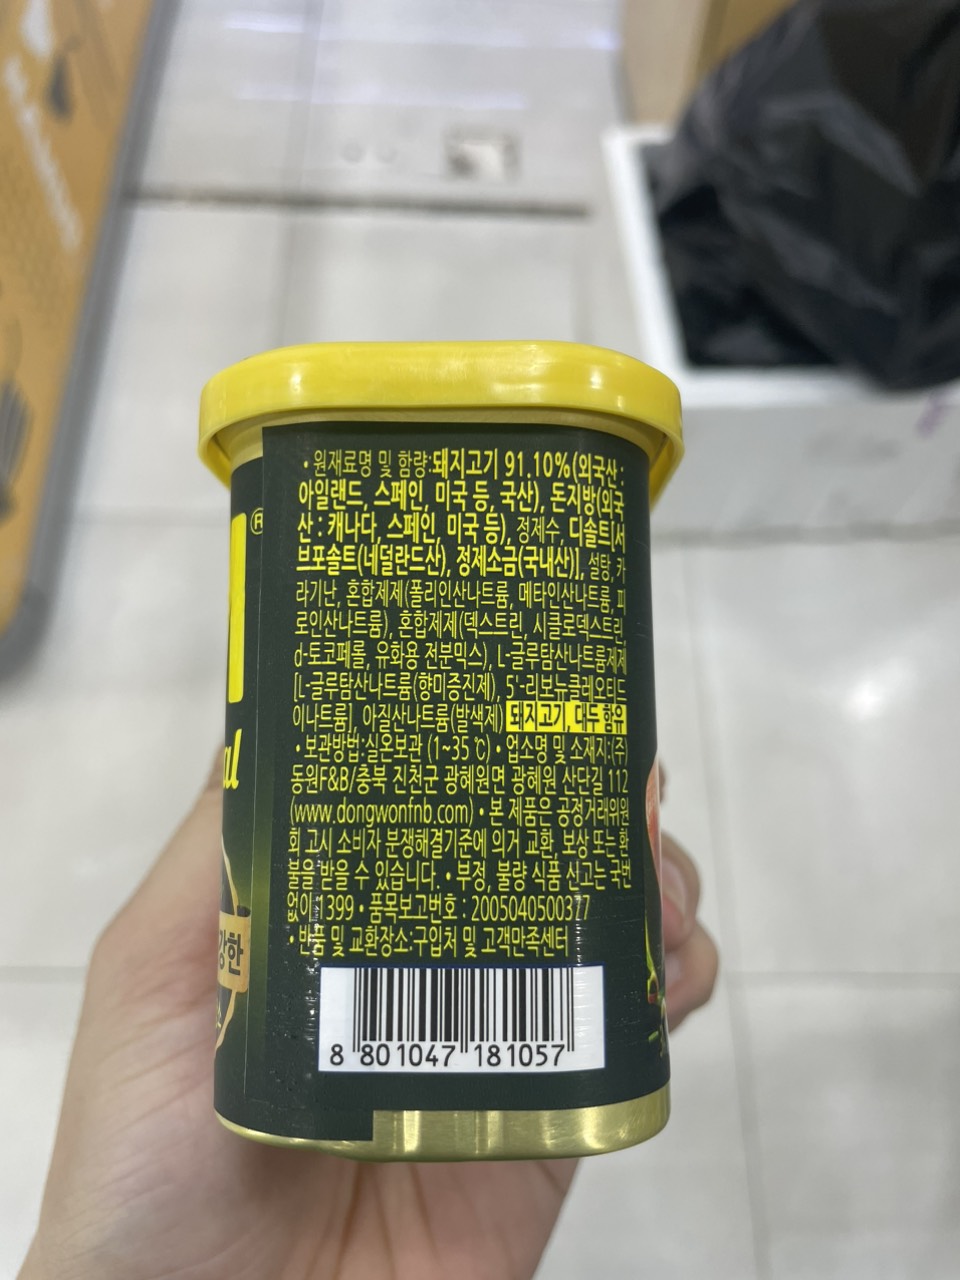 • 원재료명 및 함량:돼지고기 91.10%(외국산 :
아일랜드, 스페인, 미국 등, 국산), 돈지방(외국
산 : 캐나다, 스페인, 미국 등), 정제수, 디솔트[서
브포솔트(네덜란드산), 정제소금(국내산)], 설탕, 카
라기난, 혼합제제(폴리인산나트륨, 메타인산나트륨, 피
로인산나트륨), 혼합제제(덱스트린, 시클로덱스트린,
d-토코페롤, 유화용 전분믹스), L-글루탐산나트륨제제
[L-글루탐산나트륨(향미증진제), 5'-리보뉴클레오티드
이나트륨], 아질산나트륨(발색제) 돼지고기, 대두 함유
• 보관방법:실온보관 (1~35℃) • 업소명 및 소재지:(주)
동원F&B/충북 진천군 광혜원면 광혜원 산단길 112
(www.dongwonfnb.com) • 본 제품은 공정거래위원
회 고시 소비자 분쟁해결기준에 의거 교환, 보상 또는 환
불을 받을 수 있습니다. • 부정, 불량 식품 신고는 국번
없이 1399 • 품목보고번호 : 2005040500377
• 반품 및 교환장소:구입처 및 고객만족센터
8 801047 181057
®
강한